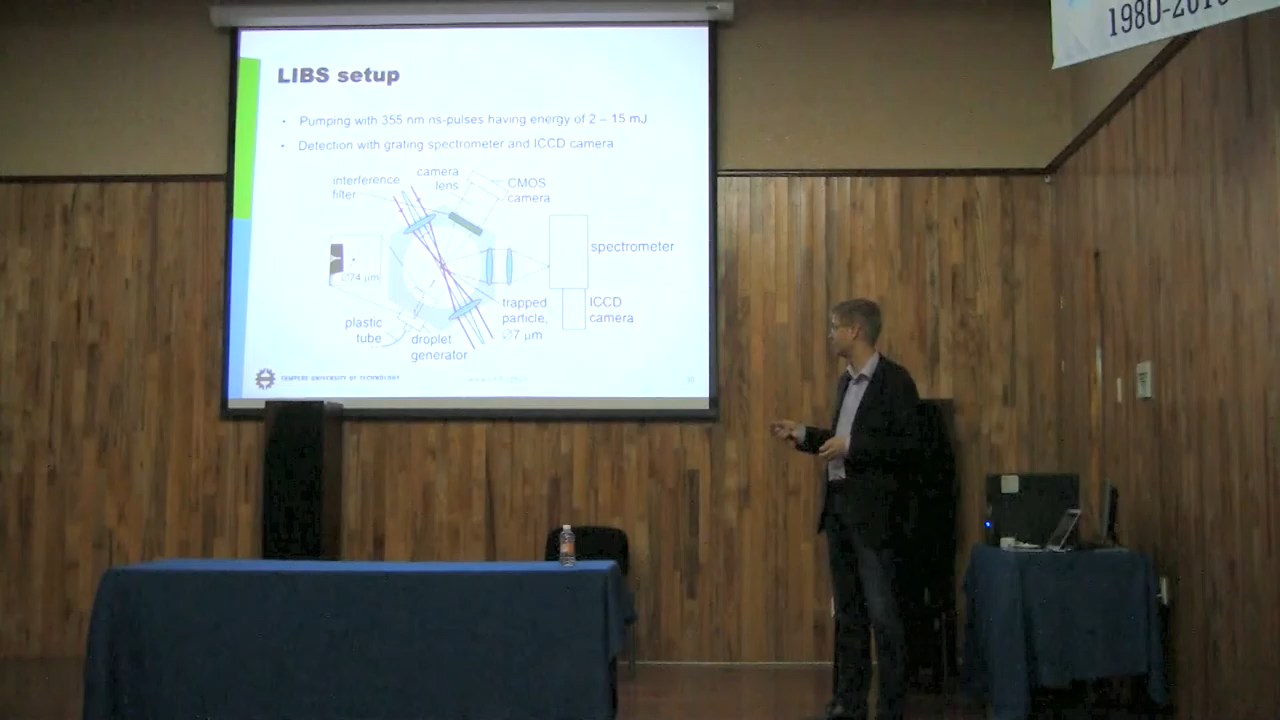 1980-201
LIBS setup
• Pumping with 355 nm ns-pulses having energy of 2 – 15 mJ
• Detection with grating spectrometer and ICCD camera
interference
filter
camera
lens
CMOS
camera
spectrometer
∅74 µm
trapped
particle,
∅7 µm
ICCD
camera
plastic
tube
droplet
generator
TAMPERE UNIVERSITY OF TECHNOLOGY